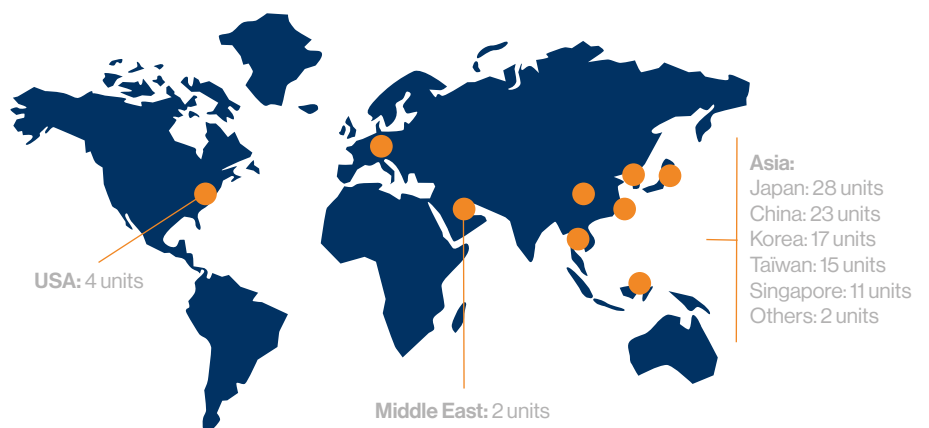 Asia:
Japan: 28 units
China: 23 units
Korea: 17 units
Taïwan: 15 units
Singapore: 11 units
Others: 2 units
USA: 4 units
Middle East: 2 units